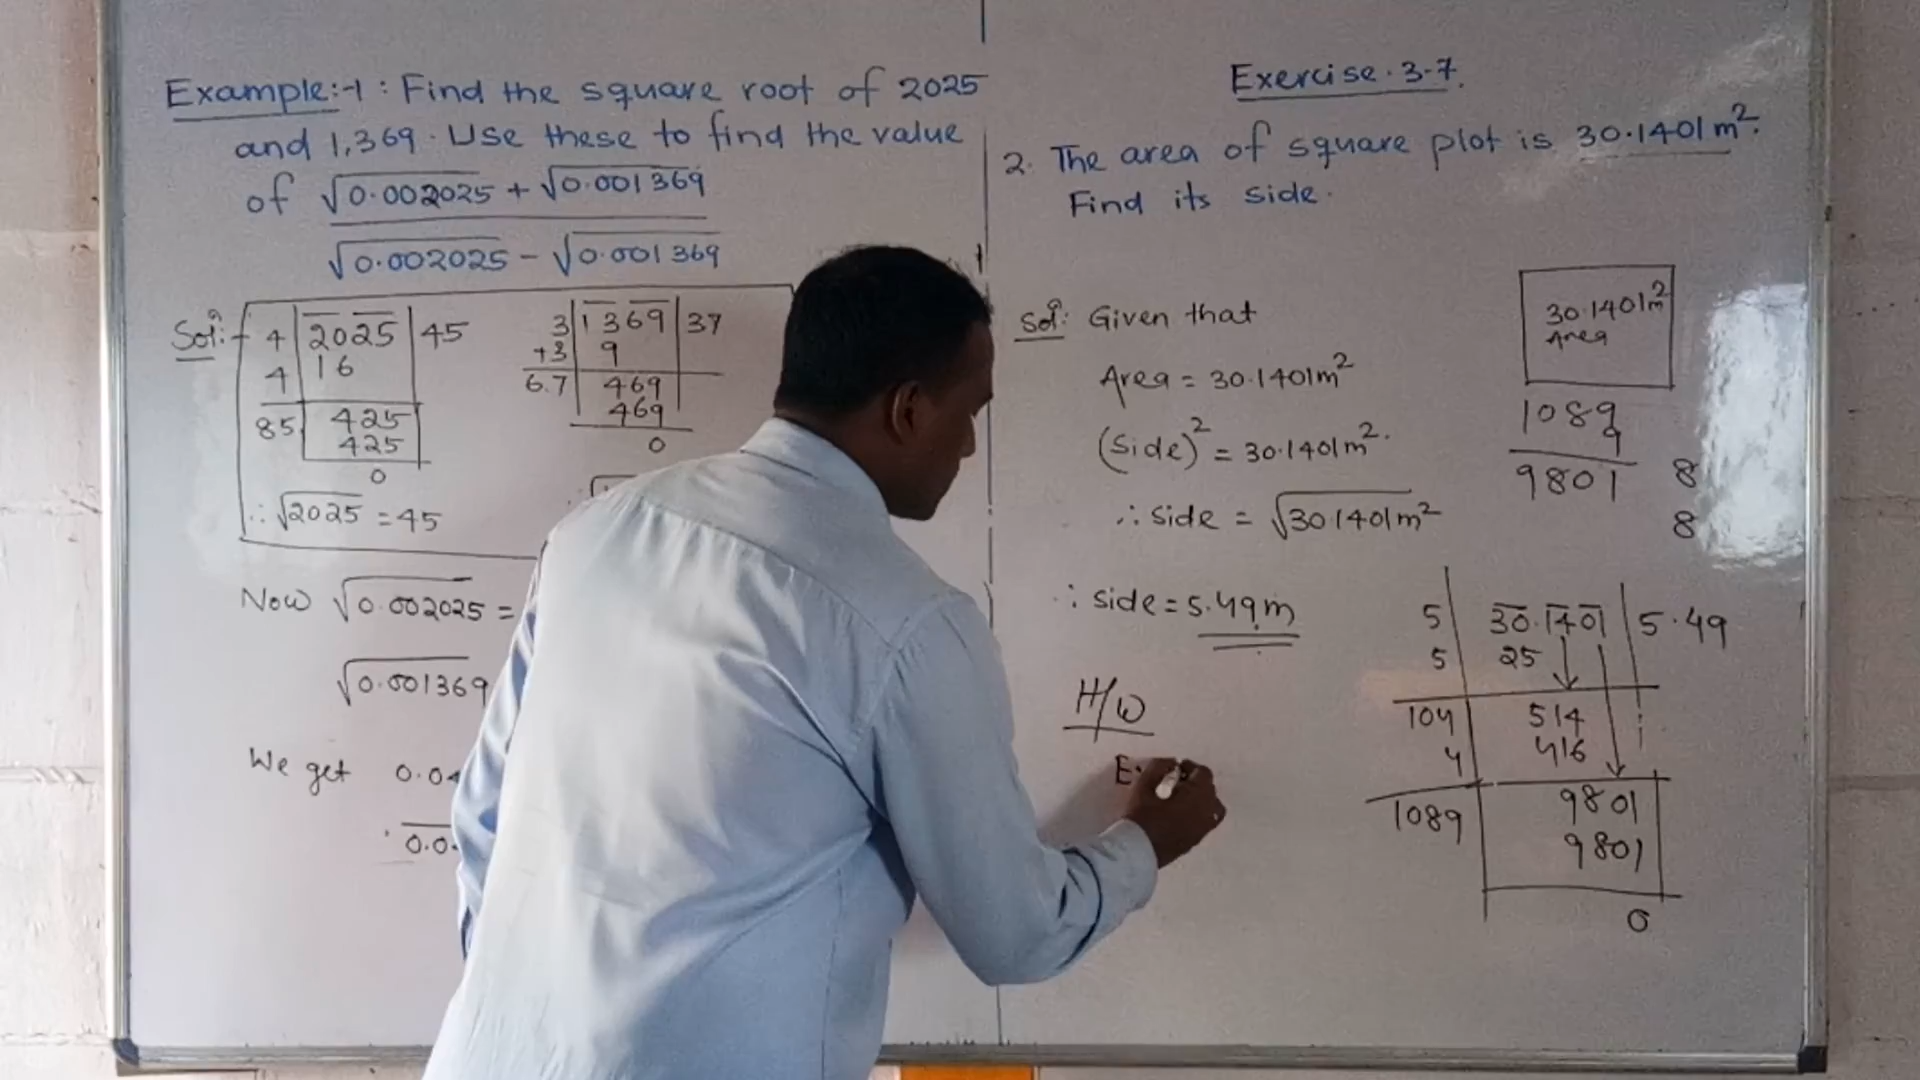 Example:-1: Find the square root of 2025
and 1,369. Use these to find the value
of √0.002025 + √0.001369
√0.002025 - √0.001369
Solⁿ:-
4 2025 45
4 16
85 425
425
0
∴ √2025 = 45
3 1369 37
+3 9
6.7 469
469
0
Now √0.002025 =
√0.001369
We get 0.04
0.0
Exercise.3-7.
2. The area of square plot is 30.1401m².
Find its side.
Solⁿ: Given that
Area = 30.1401m²
(Side)² = 30.1401m².
∴ side = √301401m²
∴ side = 5.49m
H/W
30.1401m²
Area
1089
9
9801
8
8
5 30.1401 5.49
5 25
104 514
4 416
1089 9801
9801
0